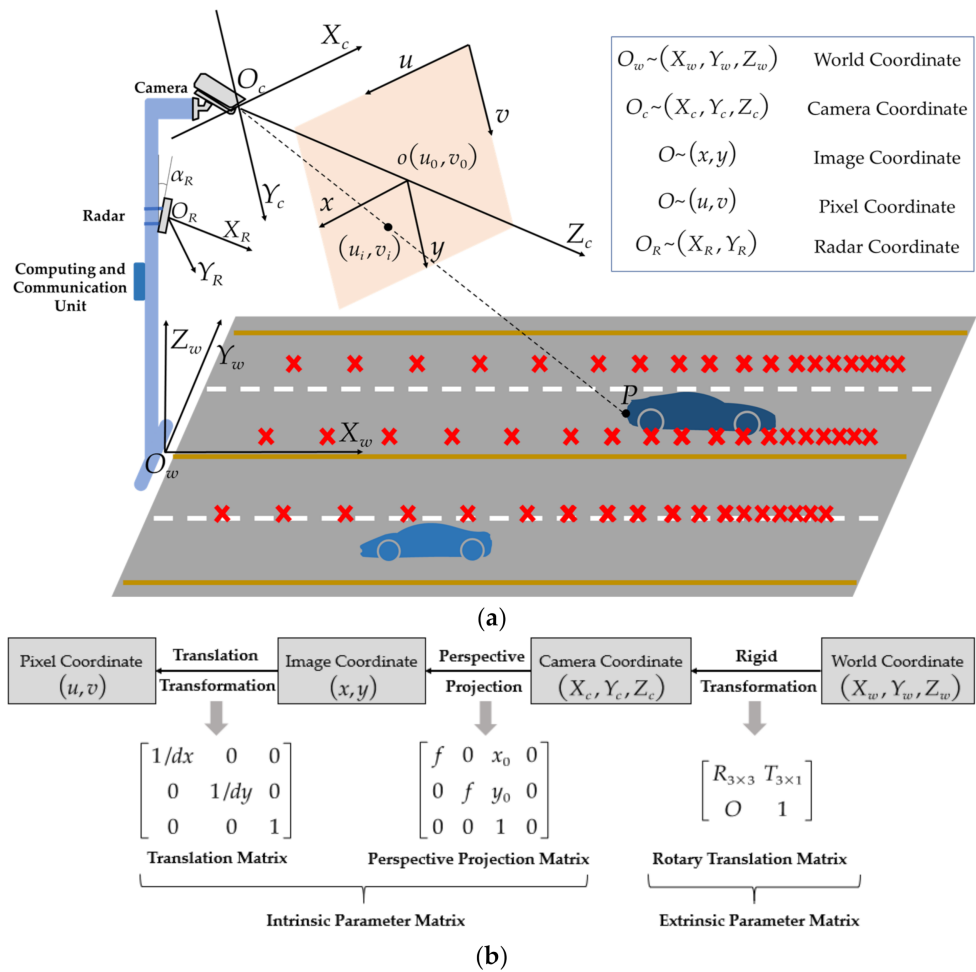 X_c
Camera
O_c
u
v
Y_c
o(u_0, v_0)
x
(u_i, v_i)
y
Z_c
α_R
Radar
O_R
X_R
Y_R
Computing and
Communication
Unit
Z_w
Y_w
X_w
O_w
P
O_w~(X_w, Y_w, Z_w) World Coordinate
O_c~(X_c, Y_c, Z_c) Camera Coordinate
O~(x, y) Image Coordinate
O~(u, v) Pixel Coordinate
O_R~(X_R, Y_R) Radar Coordinate
(a)
Pixel Coordinate
(u, v)
Translation
Transformation
Image Coordinate
(x, y)
Perspective
Projection
Camera Coordinate
(X_c, Y_c, Z_c)
Rigid
Transformation
World Coordinate
(X_w, Y_w, Z_w)
1/dx 0 0
0 1/dy 0
0 0 1
Translation Matrix
f 0 x_0 0
0 f y_0 0
0 0 1 0
Perspective Projection Matrix
R_{3×3} T_{3×1}
O 1
Rotary Translation Matrix
Intrinsic Parameter Matrix
Extrinsic Parameter Matrix
(b)